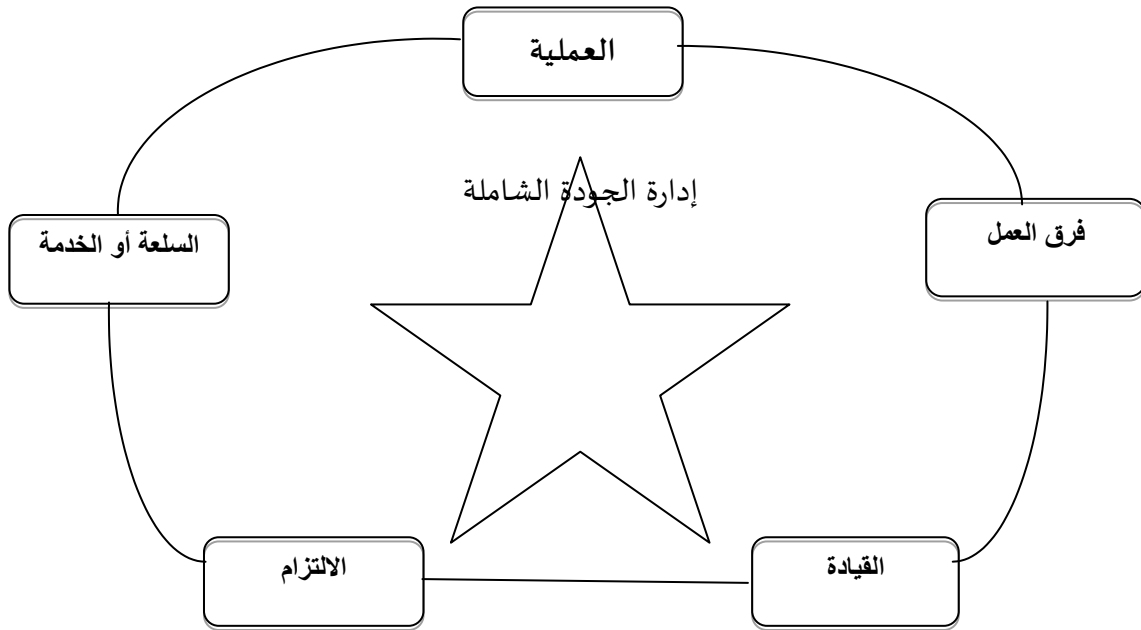 العملية
إدارة الجودة الشاملة
فرق العمل
السلعة أو الخدمة
القيادة
الالتزام